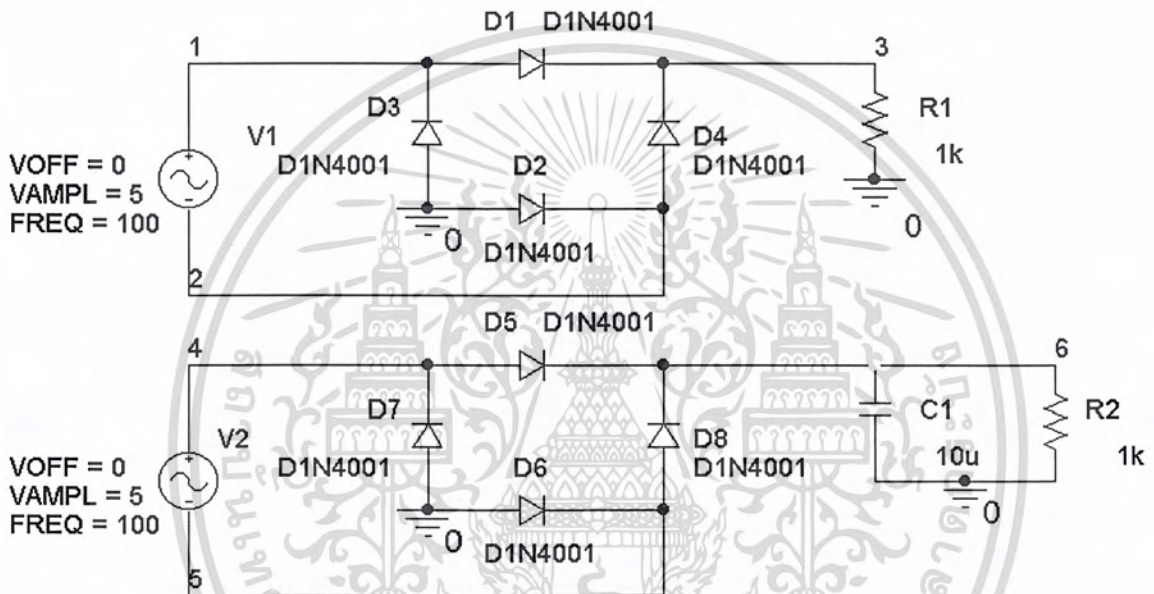 D1 D1N4001
1
3
D3
R1
V1
D4
1k
VOFF = 0
D1N4001
D2
D1N4001
VAMPL = 5
FREQ = 100
0
0
D1N4001
2
D5 D1N4001
4
6
D7
V2
D8
C1
R2
VOFF = 0
D1N4001
D6
D1N4001
10u
1k
VAMPL = 5
FREQ = 100
0
0
D1N4001
5